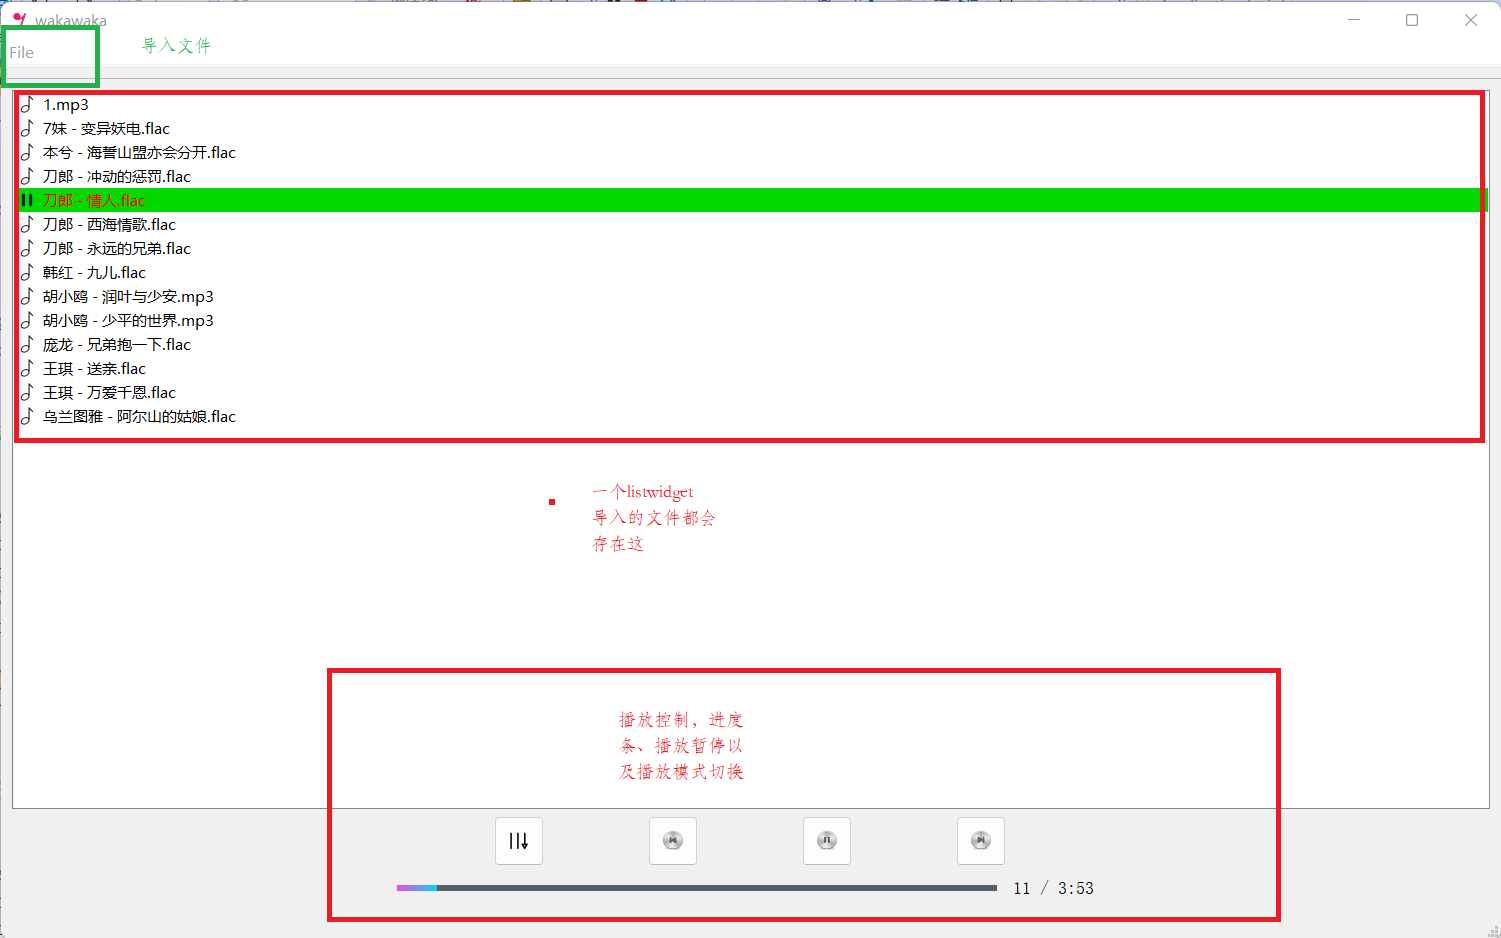 wakawaka
File
导入文件
1.mp3
7妹 - 变异妖电.flac
本兮 - 海誓山盟亦会分开.flac
刀郎 - 冲动的惩罚.flac
刀郎 - 情人.flac
刀郎 - 西海情歌.flac
刀郎 - 永远的兄弟.flac
韩红 - 九儿.flac
胡小鸥 - 润叶与少安.mp3
胡小鸥 - 少平的世界.mp3
庞龙 - 兄弟抱一下.flac
王琪 - 送亲.flac
王琪 - 万爱千恩.flac
乌兰图雅 - 阿尔山的姑娘.flac
一个listwidget
导入的文件都会
存在这
播放控制，进度
条、播放暂停以
及播放模式切换
11 / 3:53